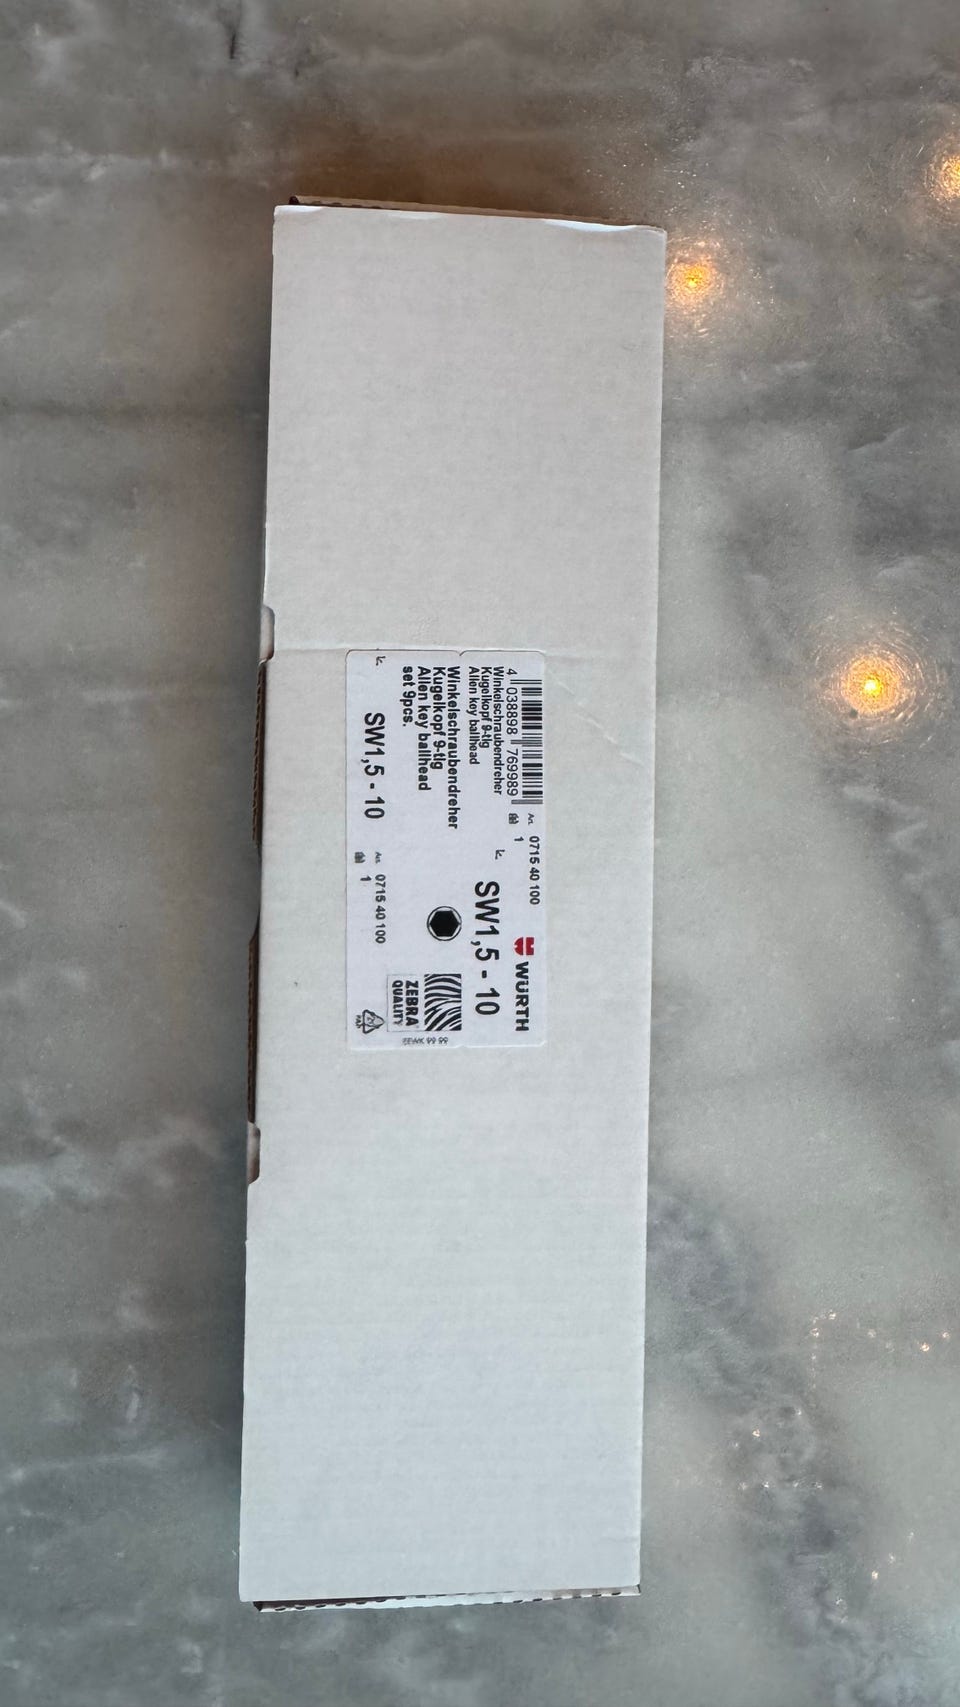 4 038898 769989
Winkelschraubendreher
Kugelkopf 9-tlg
Allen key ballhead
Art. 0715 40 100
1
SW1,5 - 10
WÜRTH
Winkelschraubendreher
Kugelkopf 9-tlg
Allen key ballhead
set 9pcs.
SW1,5 - 10
Art. 0715 40 100
1
ZEBRA
QUALITY
PAP